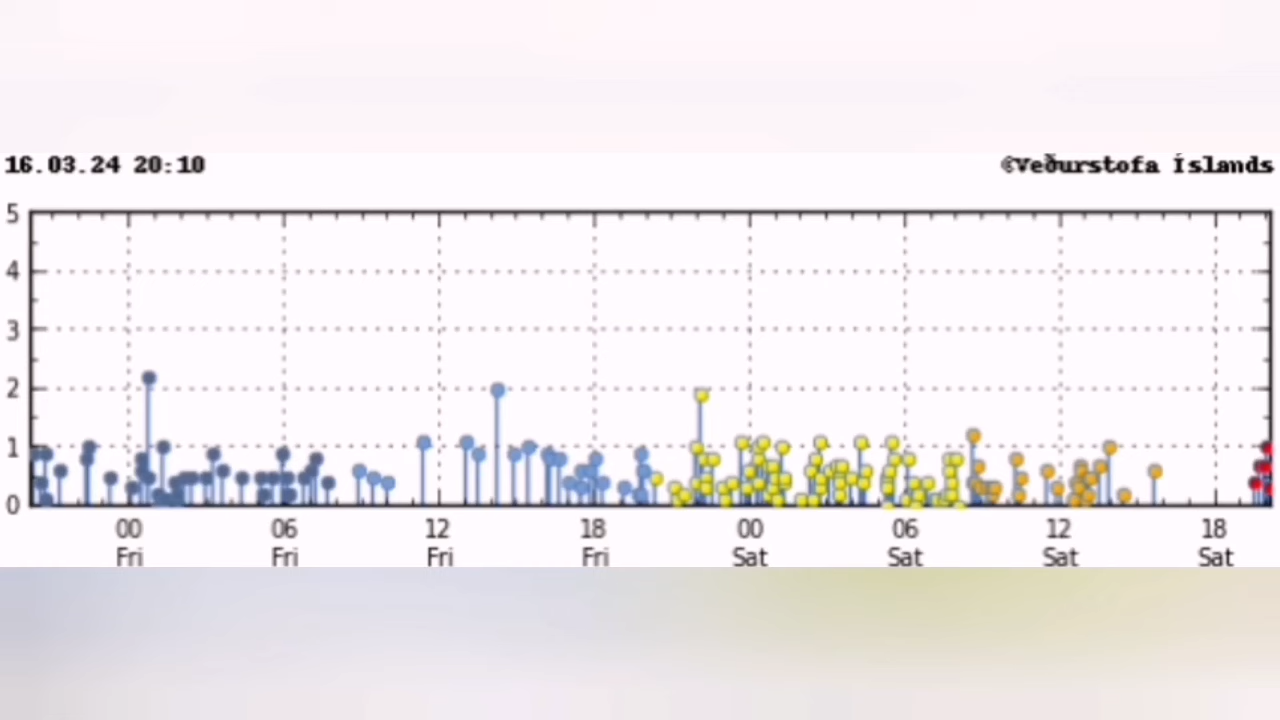 16.03.24 20:10 ©Veðurstofa Íslands
5
4
3
2
1
0
00 06 12 18 00 06 12 18
Fri Fri Fri Fri Sat Sat Sat Sat